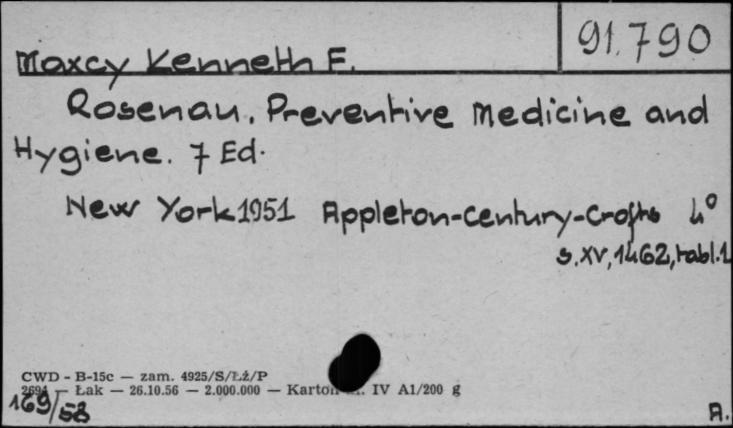 91.790
Maxcy Kenneth F.
Rosenau. Preventive Medicine and
Hygiene. 7 Ed.
New York 1951 Appleton-Century-Crofts 4°
s.XV,1462,tabl.1
CWD - B-15c — zam. 4925/S/Łż/P
2694 — Łak — 26.10.56 — 2.000.000 — Karton IV A1/200 g
169/58
A.